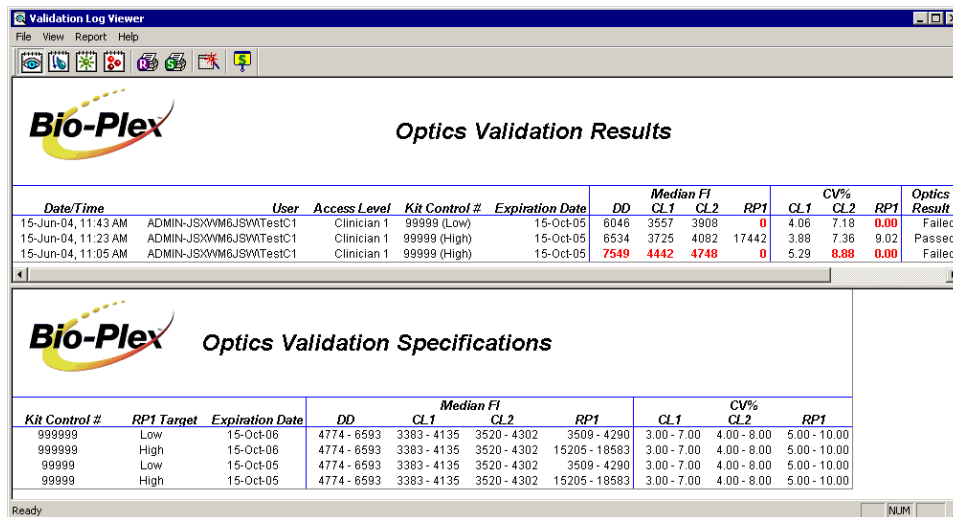 Validation Log Viewer
File View Report Help
Bio-Plex™
Optics Validation Results
Median FI CV% Optics
Date/Time User Access Level Kit Control # Expiration Date DD CL1 CL2 RP1 CL1 CL2 RP1 Result
15-Jun-04, 11:43 AM ADMIN-JSXWM6JSW\TestC1 Clinician 1 99999 (Low) 15-Oct-05 6046 3557 3908 0 4.06 7.18 0.00 Failed
15-Jun-04, 11:23 AM ADMIN-JSXWM6JSW\TestC1 Clinician 1 99999 (High) 15-Oct-05 6534 3725 4082 17442 3.88 7.36 9.02 Passed
15-Jun-04, 11:05 AM ADMIN-JSXWM6JSW\TestC1 Clinician 1 99999 (High) 15-Oct-05 7549 4442 4748 0 5.29 8.88 0.00 Failed
Bio-Plex™
Optics Validation Specifications
Median FI CV%
Kit Control # RP1 Target Expiration Date DD CL1 CL2 RP1 CL1 CL2 RP1
999999 Low 15-Oct-06 4774 - 6593 3383 - 4135 3520 - 4302 3509 - 4290 3.00 - 7.00 4.00 - 8.00 5.00 - 10.00
999999 High 15-Oct-06 4774 - 6593 3383 - 4135 3520 - 4302 15205 - 18583 3.00 - 7.00 4.00 - 8.00 5.00 - 10.00
99999 Low 15-Oct-05 4774 - 6593 3383 - 4135 3520 - 4302 3509 - 4290 3.00 - 7.00 4.00 - 8.00 5.00 - 10.00
99999 High 15-Oct-05 4774 - 6593 3383 - 4135 3520 - 4302 15205 - 18583 3.00 - 7.00 4.00 - 8.00 5.00 - 10.00
Ready NUM